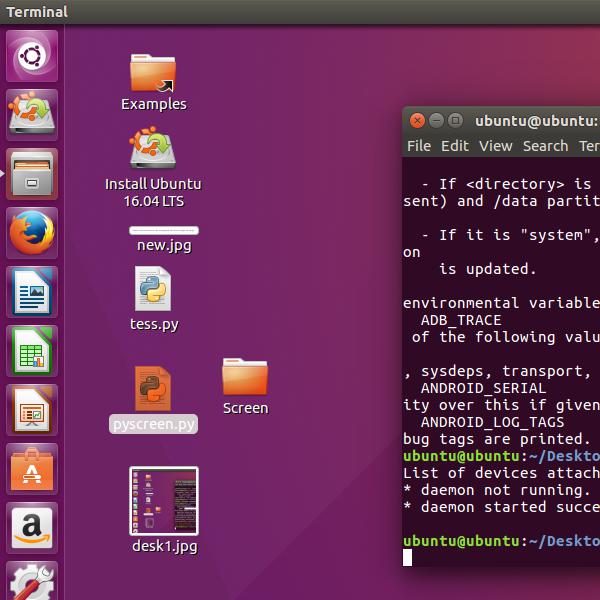 Terminal
Examples
Install Ubuntu
16.04 LTS
new.jpg
tess.py
pyscreen.py
Screen
desk1.jpg
ubuntu@ubuntu:
File Edit View Search Ter
- If <directory> is
sent) and /data partit
- If it is "system",
on
is updated.
environmental variable
ADB_TRACE
of the following valu
, sysdeps, transport,
ANDROID_SERIAL
ity over this if given
ANDROID_LOG_TAGS
bug tags are printed.
ubuntu@ubuntu:~/Deskto
List of devices attach
* daemon not running.
* daemon started succe
ubuntu@ubuntu:~/Deskto